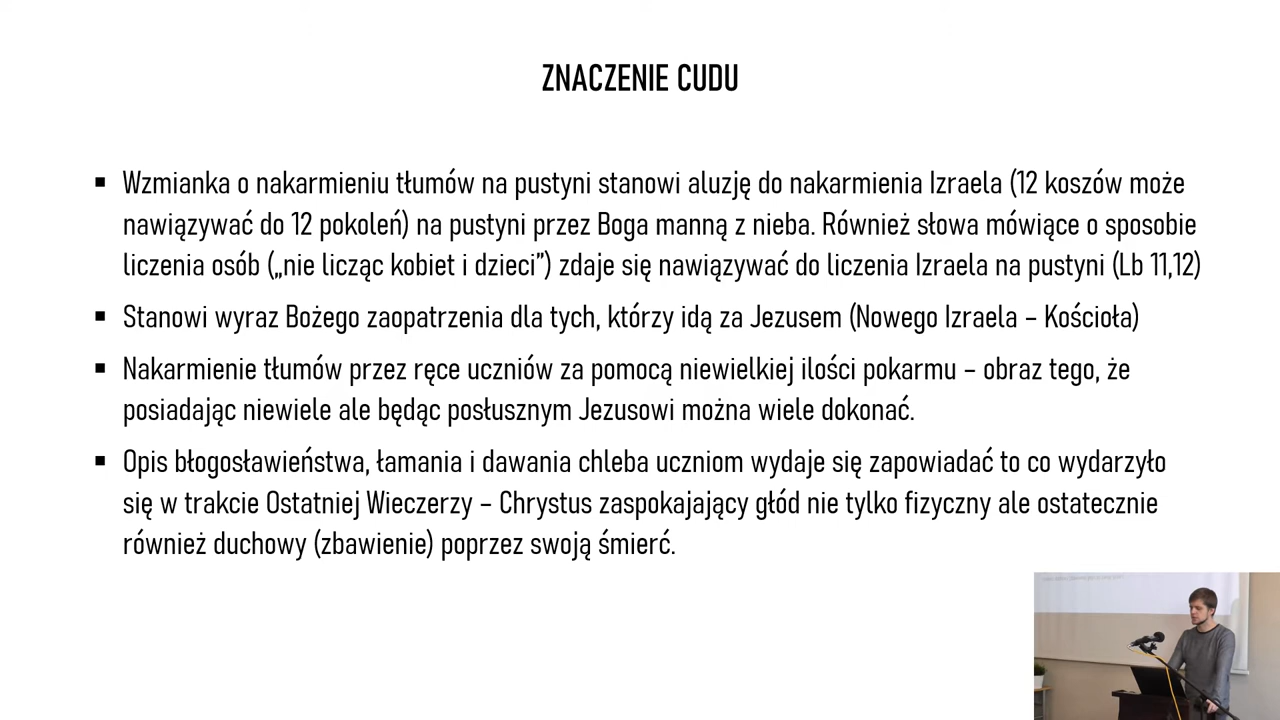 ZNACZENIE CUDU
▪ Wzmianka o nakarmieniu tłumów na pustyni stanowi aluzję do nakarmienia Izraela (12 koszów może
nawiązywać do 12 pokoleń) na pustyni przez Boga manną z nieba. Również słowa mówiące o sposobie
liczenia osób („nie licząc kobiet i dzieci”) zdaje się nawiązywać do liczenia Izraela na pustyni (Lb 11,12)
▪ Stanowi wyraz Bożego zaopatrzenia dla tych, którzy idą za Jezusem (Nowego Izraela – Kościoła)
▪ Nakarmienie tłumów przez ręce uczniów za pomocą niewielkiej ilości pokarmu – obraz tego, że
posiadając niewiele ale będąc posłusznym Jezusowi można wiele dokonać.
▪ Opis błogosławieństwa, łamania i dawania chleba uczniom wydaje się zapowiadać to co wydarzyło
się w trakcie Ostatniej Wieczerzy – Chrystus zaspokajający głód nie tylko fizyczny ale ostatecznie
również duchowy (zbawienie) poprzez swoją śmierć.